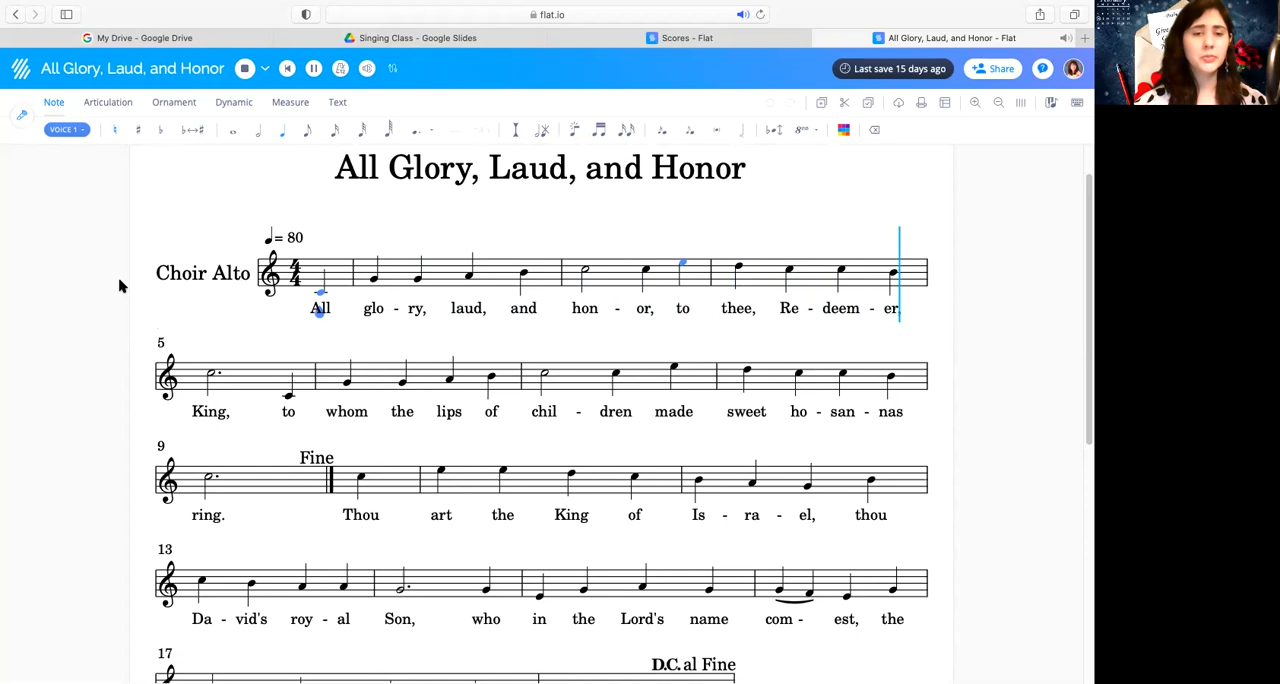 flat.io
My Drive - Google Drive
Singing Class - Google Slides
Scores - Flat
All Glory, Laud, and Honor - Flat
All Glory, Laud, and Honor
Last save 15 days ago
Share
Note
Articulation
Ornament
Dynamic
Measure
Text
VOICE 1
8va
All Glory, Laud, and Honor
= 80
Choir Alto
4
4
All glo - ry, laud, and hon - or, to thee, Re - deem - er,
5
King, to whom the lips of chil - dren made sweet ho - san - nas
9
Fine
ring. Thou art the King of Is - ra - el, thou
13
Da - vid's roy - al Son, who in the Lord's name com - est, the
17
D.C. al Fine